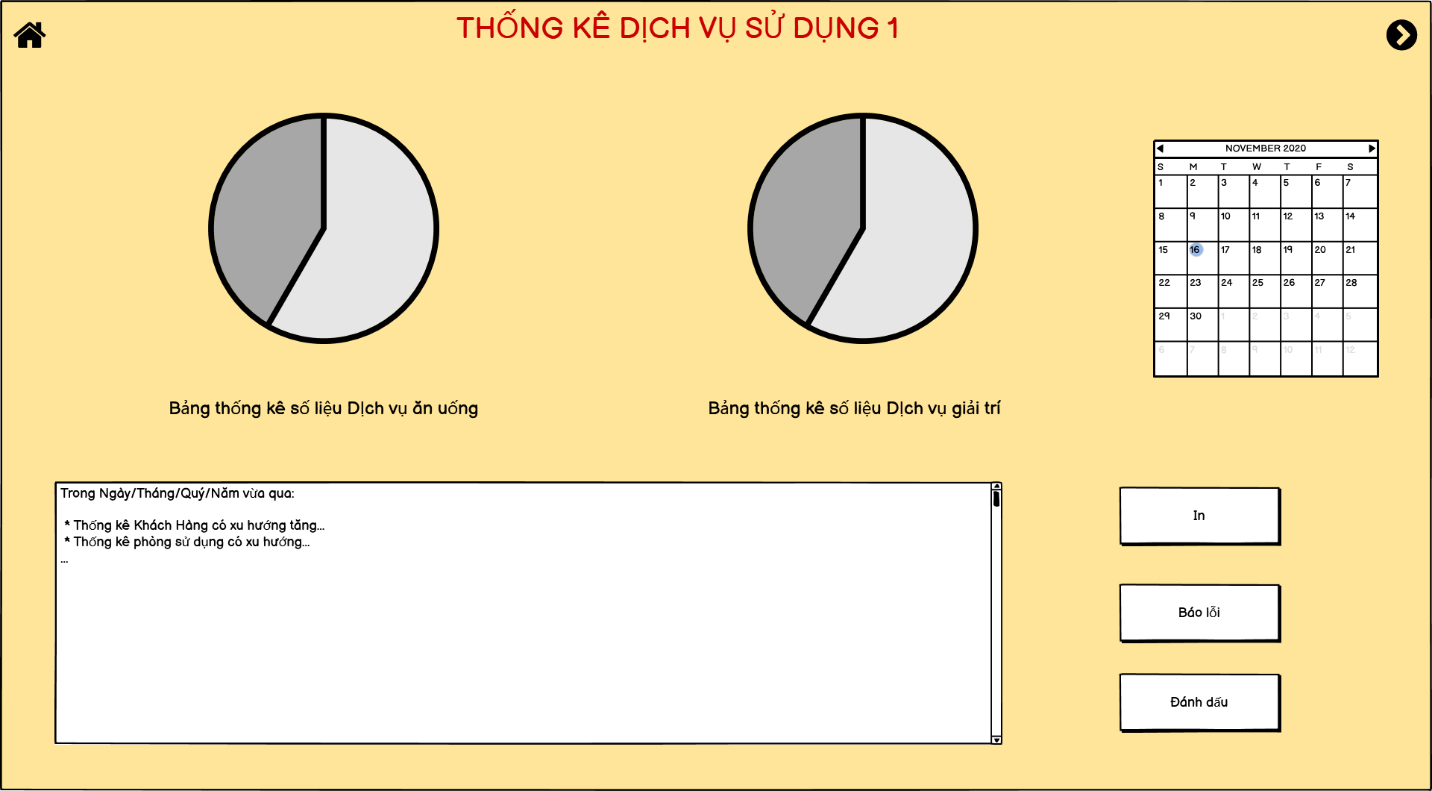 THỐNG KÊ DỊCH VỤ SỬ DỤNG 1
NOVEMBER 2020
S M T W T F S
1 2 3 4 5 6 7
8 9 10 11 12 13 14
15 16 17 18 19 20 21
22 23 24 25 26 27 28
29 30 1 2 3 4 5
6 7 8 9 10 11 12
Bảng thống kê số liệu Dịch vụ ăn uống
Bảng thống kê số liệu Dịch vụ giải trí
Trong Ngày/Tháng/Quý/Năm vừa qua:
* Thống kê Khách Hàng có xu hướng tăng...
* Thống kê phòng sử dụng có xu hướng...
...
In
Báo lỗi
Đánh dấu